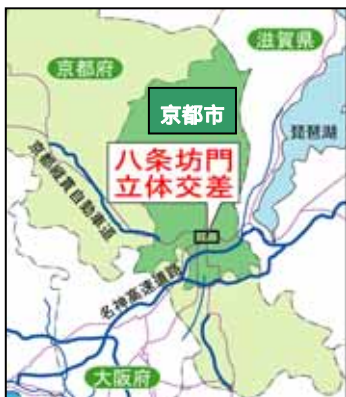 滋賀県
京都府
京都市
琵琶湖
八条坊門
立体交差
京都縦貫自動車道
名神高速道路
大阪府